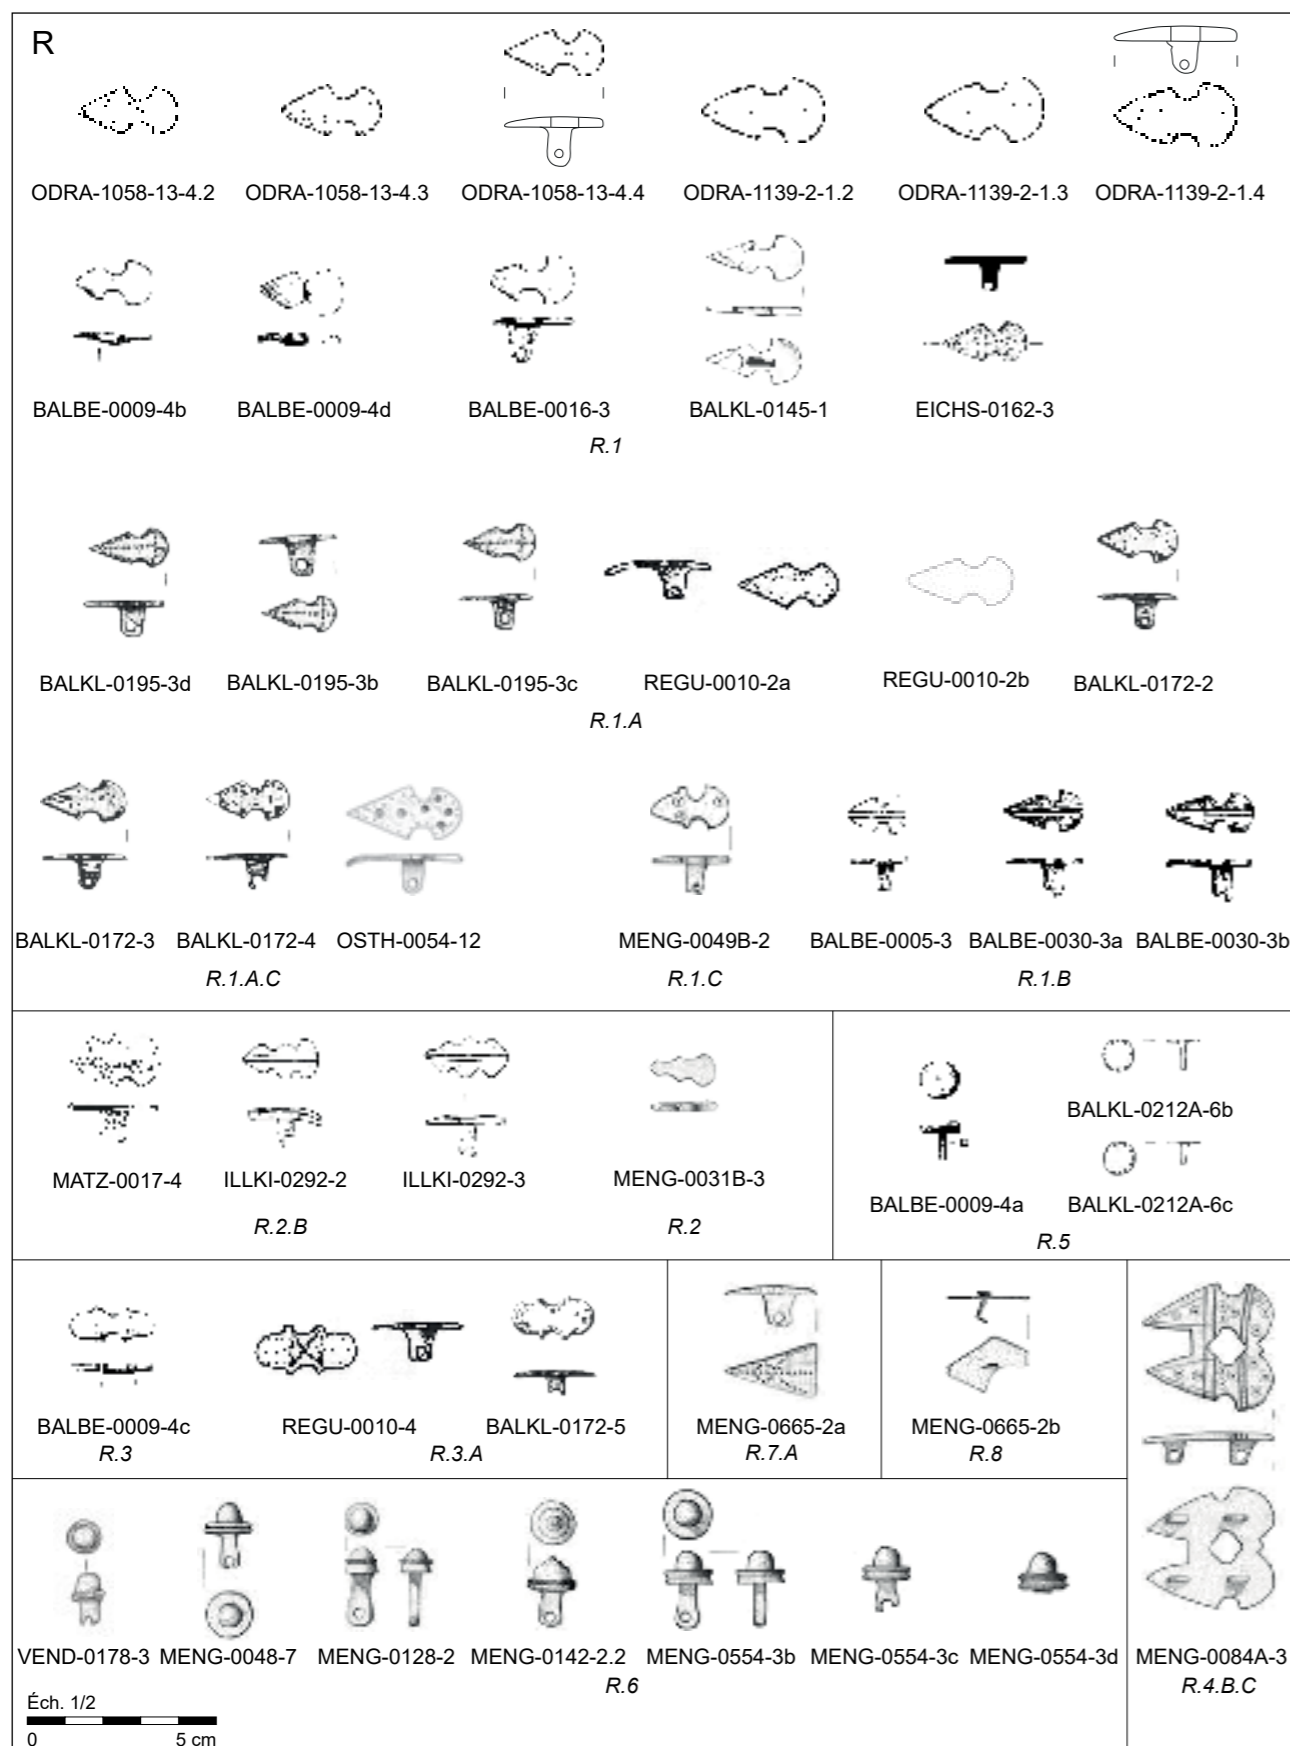 R
ODRA-1058-13-4.2 ODRA-1058-13-4.3 ODRA-1058-13-4.4 ODRA-1139-2-1.2 ODRA-1139-2-1.3 ODRA-1139-2-1.4
BALBE-0009-4b BALBE-0009-4d BALBE-0016-3 BALKL-0145-1 EICHS-0162-3
R.1
BALKL-0195-3d BALKL-0195-3b BALKL-0195-3c REGU-0010-2a REGU-0010-2b BALKL-0172-2
R.1.A
BALKL-0172-3 BALKL-0172-4 OSTH-0054-12 MENG-0049B-2 BALBE-0005-3 BALBE-0030-3a BALBE-0030-3b
R.1.A.C R.1.C R.1.B
MATZ-0017-4 ILLKI-0292-2 ILLKI-0292-3 MENG-0031B-3
R.2.B R.2
BALKL-0212A-6b
BALBE-0009-4a BALKL-0212A-6c
R.5
BALBE-0009-4c REGU-0010-4 BALKL-0172-5 MENG-0665-2a MENG-0665-2b
R.3 R.3.A R.7.A R.8
VEND-0178-3 MENG-0048-7 MENG-0128-2 MENG-0142-2.2 MENG-0554-3b MENG-0554-3c MENG-0554-3d MENG-0084A-3
R.6 R.4.B.C
Éch. 1/2
0 5 cm